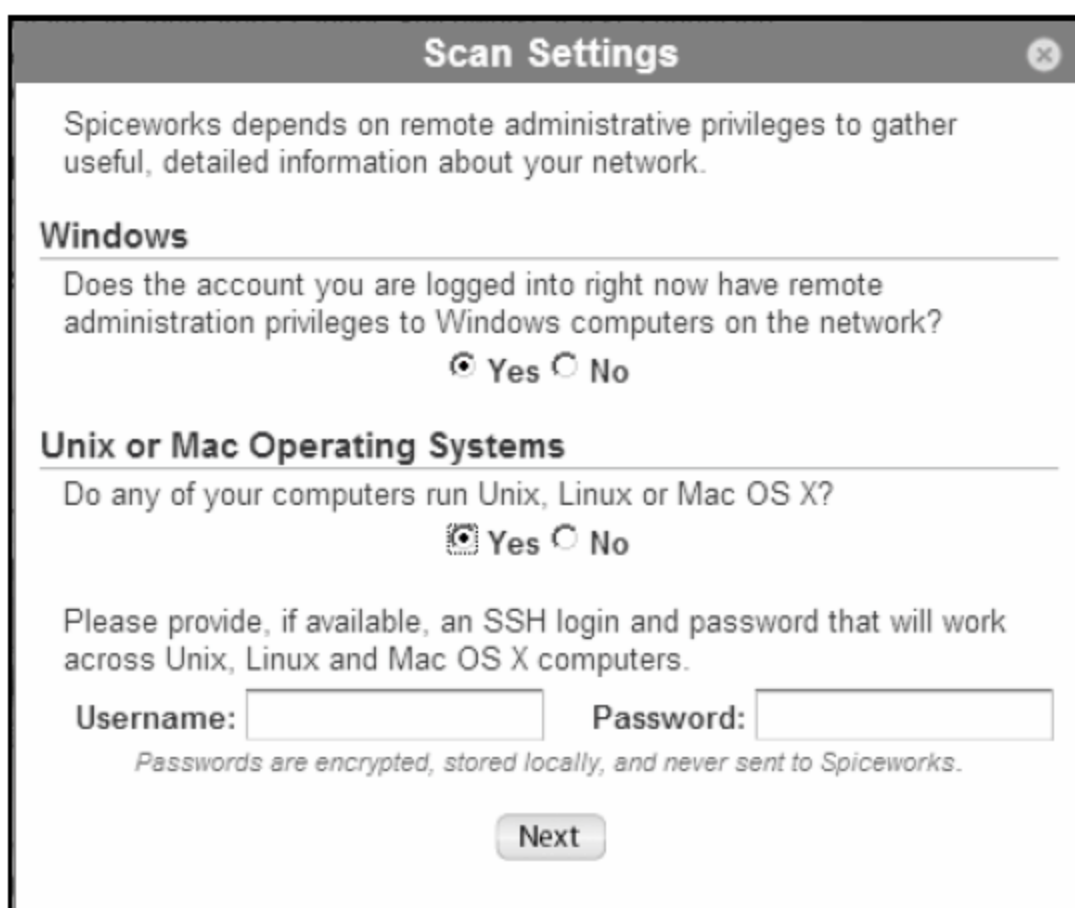 Scan Settings
Spiceworks depends on remote administrative privileges to gather
useful, detailed information about your network.
Windows
Does the account you are logged into right now have remote
administration privileges to Windows computers on the network?
Yes No
Unix or Mac Operating Systems
Do any of your computers run Unix, Linux or Mac OS X?
Yes No
Please provide, if available, an SSH login and password that will work
across Unix, Linux and Mac OS X computers.
Username: Password:
Passwords are encrypted, stored locally, and never sent to Spiceworks.
Next